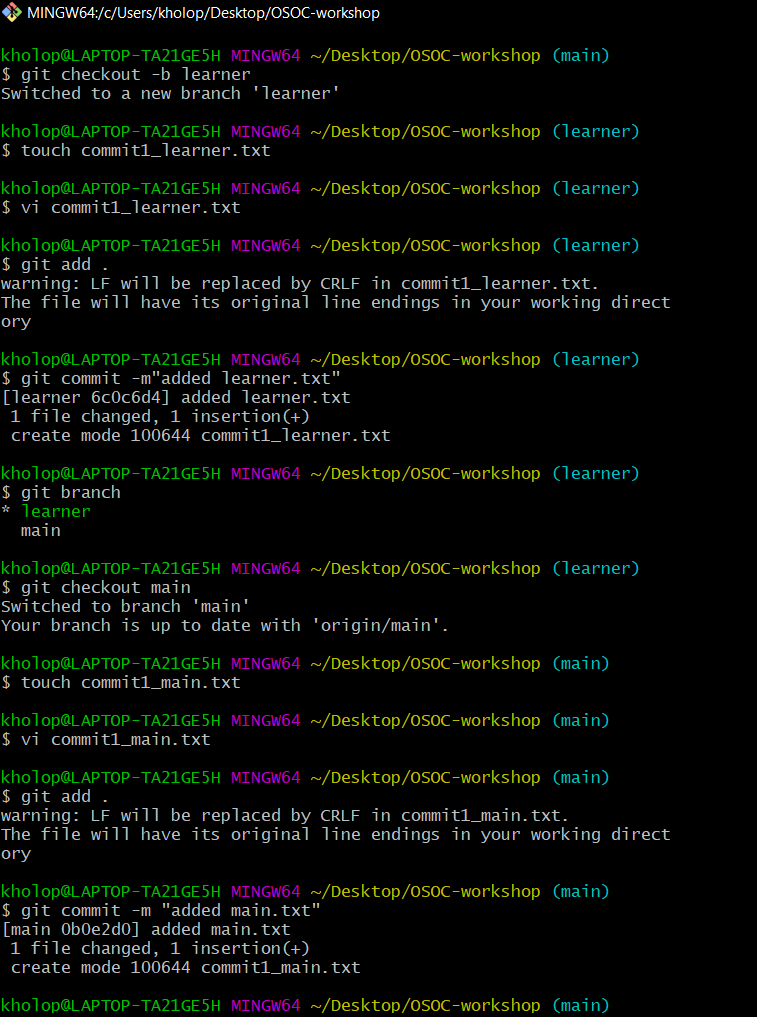 MINGW64:/c/Users/kholop/Desktop/OSOC-workshop
kholop@LAPTOP-TA21GE5H MINGW64 ~/Desktop/OSOC-workshop (main)
$ git checkout -b learner
Switched to a new branch 'learner'
kholop@LAPTOP-TA21GE5H MINGW64 ~/Desktop/OSOC-workshop (learner)
$ touch commit1_learner.txt
kholop@LAPTOP-TA21GE5H MINGW64 ~/Desktop/OSOC-workshop (learner)
$ vi commit1_learner.txt
kholop@LAPTOP-TA21GE5H MINGW64 ~/Desktop/OSOC-workshop (learner)
$ git add .
warning: LF will be replaced by CRLF in commit1_learner.txt.
The file will have its original line endings in your working direct
ory
kholop@LAPTOP-TA21GE5H MINGW64 ~/Desktop/OSOC-workshop (learner)
$ git commit -m"added learner.txt"
[learner 6c0c6d4] added learner.txt
 1 file changed, 1 insertion(+)
 create mode 100644 commit1_learner.txt
kholop@LAPTOP-TA21GE5H MINGW64 ~/Desktop/OSOC-workshop (learner)
$ git branch
* learner
  main
kholop@LAPTOP-TA21GE5H MINGW64 ~/Desktop/OSOC-workshop (learner)
$ git checkout main
Switched to branch 'main'
Your branch is up to date with 'origin/main'.
kholop@LAPTOP-TA21GE5H MINGW64 ~/Desktop/OSOC-workshop (main)
$ touch commit1_main.txt
kholop@LAPTOP-TA21GE5H MINGW64 ~/Desktop/OSOC-workshop (main)
$ vi commit1_main.txt
kholop@LAPTOP-TA21GE5H MINGW64 ~/Desktop/OSOC-workshop (main)
$ git add .
warning: LF will be replaced by CRLF in commit1_main.txt.
The file will have its original line endings in your working direct
ory
kholop@LAPTOP-TA21GE5H MINGW64 ~/Desktop/OSOC-workshop (main)
$ git commit -m "added main.txt"
[main 0b0e2d0] added main.txt
 1 file changed, 1 insertion(+)
 create mode 100644 commit1_main.txt
kholop@LAPTOP-TA21GE5H MINGW64 ~/Desktop/OSOC-workshop (main)